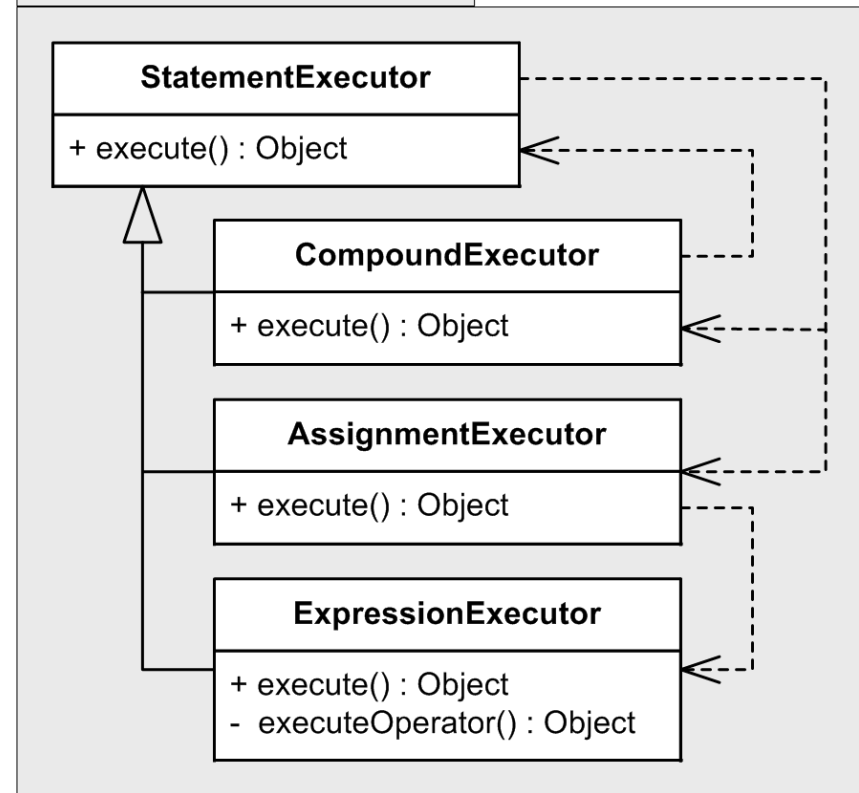 StatementExecutor
+ execute() : Object
CompoundExecutor
+ execute() : Object
AssignmentExecutor
+ execute() : Object
ExpressionExecutor
+ execute() : Object
- executeOperator() : Object